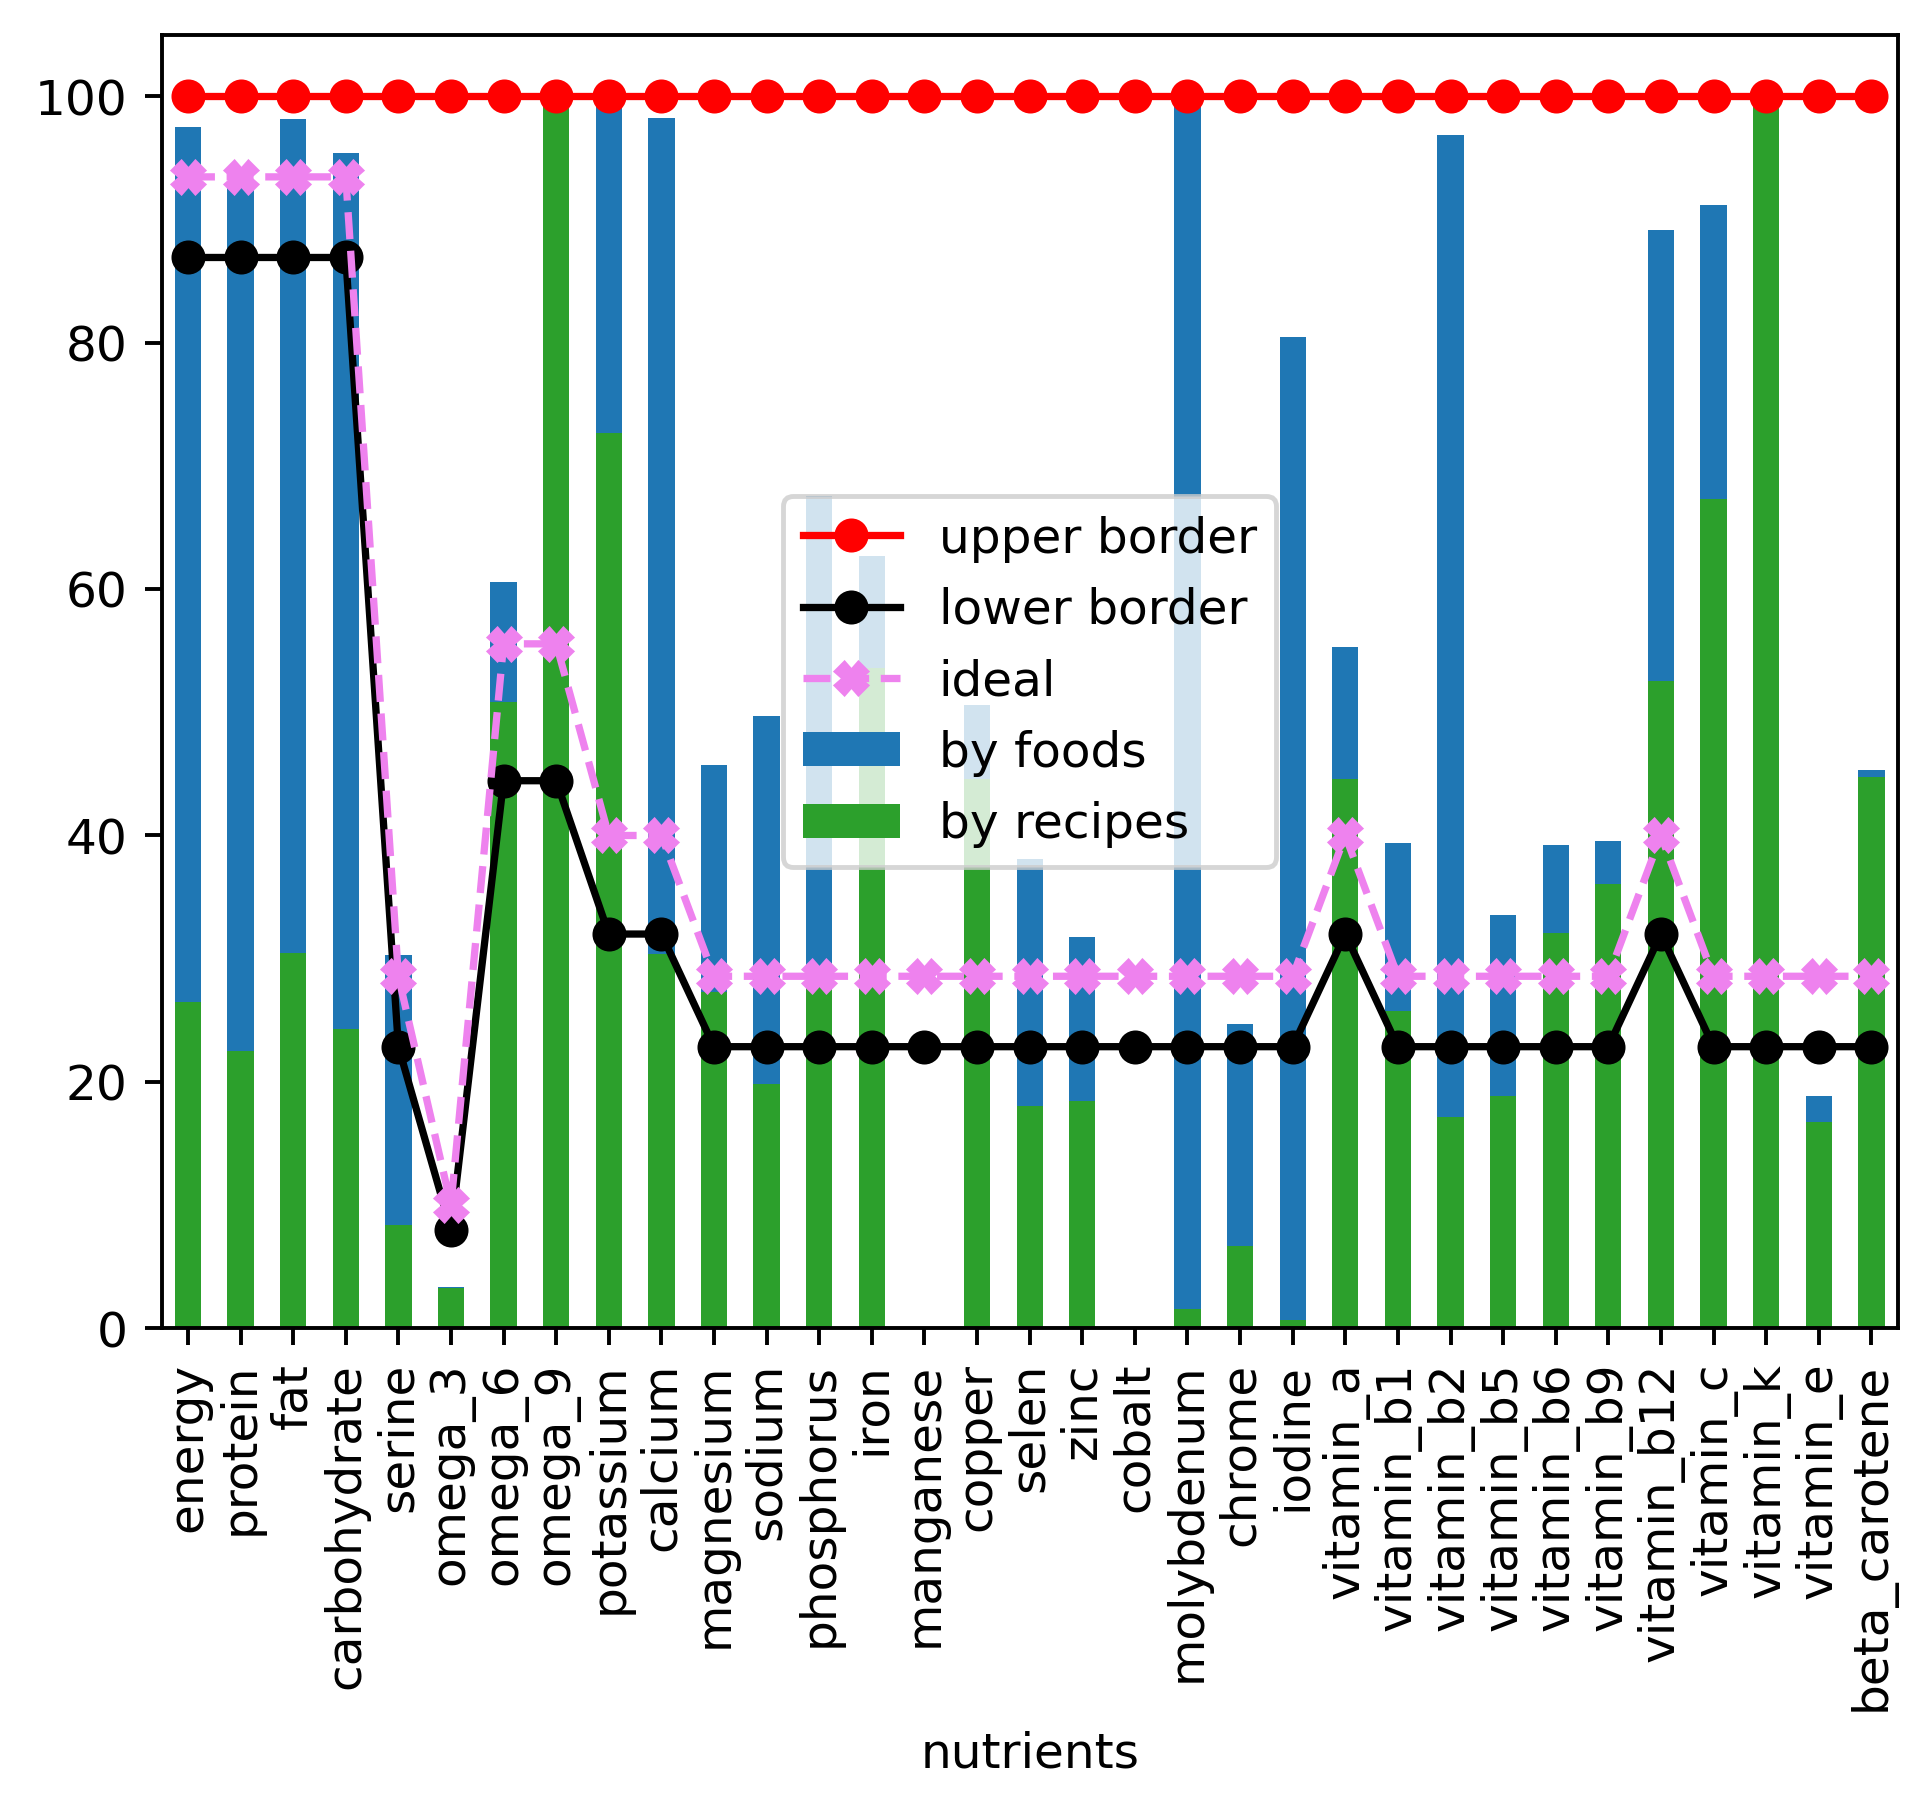 100
80
60
40
20
0
upper border
lower border
ideal
by foods
by recipes
energy
protein
fat
carbohydrate
serine
omega_3
omega_6
omega_9
potassium
calcium
magnesium
sodium
phosphorus
iron
manganese
copper
selen
zinc
cobalt
molybdenum
chrome
iodine
vitamin_a
vitamin_b1
vitamin_b2
vitamin_b5
vitamin_b6
vitamin_b9
vitamin_b12
vitamin_c
vitamin_k
vitamin_e
beta_carotene
nutrients